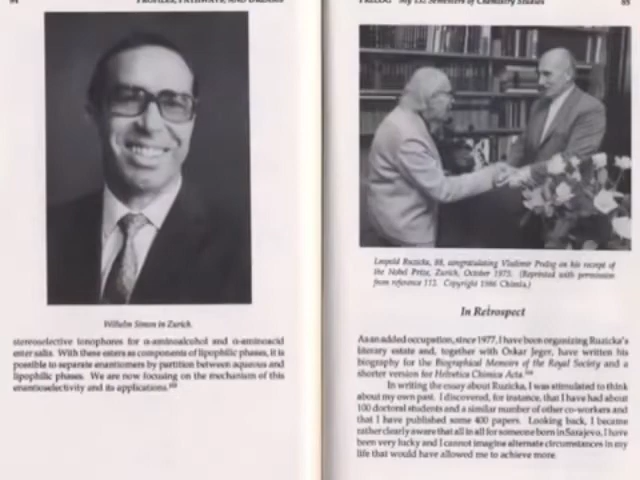 84
PROFILES, PATHWAYS, AND DREAMS
Wilhelm Simon in Zurich.
stereoselective ionophores for α-aminoalcohol and α-aminoacid
ester salts. With these esters as components of lipophilic phases, it is
possible to separate enantiomers by partition between aqueous and
lipophilic phases. We are now focusing on the mechanism of this
enantioselectivity and its applications.
PRELOG My 132 Semesters of Chemistry Studies
85
Leopold Ruzicka, 88, congratulating Vladimir Prelog on his receipt of
the Nobel Prize, Zurich, October 1975. (Reprinted with permission
from reference 112. Copyright 1986 Chimia.)
In Retrospect
As an added occupation, since 1977, I have been organizing Ruzicka's
literary estate and, together with Oskar Jeger, have written his
biography for the Biographical Memoirs of the Royal Society and a
shorter version for Helvetica Chimica Acta.
In writing the essay about Ruzicka, I was stimulated to think
about my own past. I discovered, for instance, that I have had about
100 doctoral students and a similar number of other co-workers and
that I have published some 400 papers. Looking back, I became
rather clearly aware that all in all for someone born in Sarajevo, I have
been very lucky and I cannot imagine alternate circumstances in my
life that would have allowed me to achieve more.